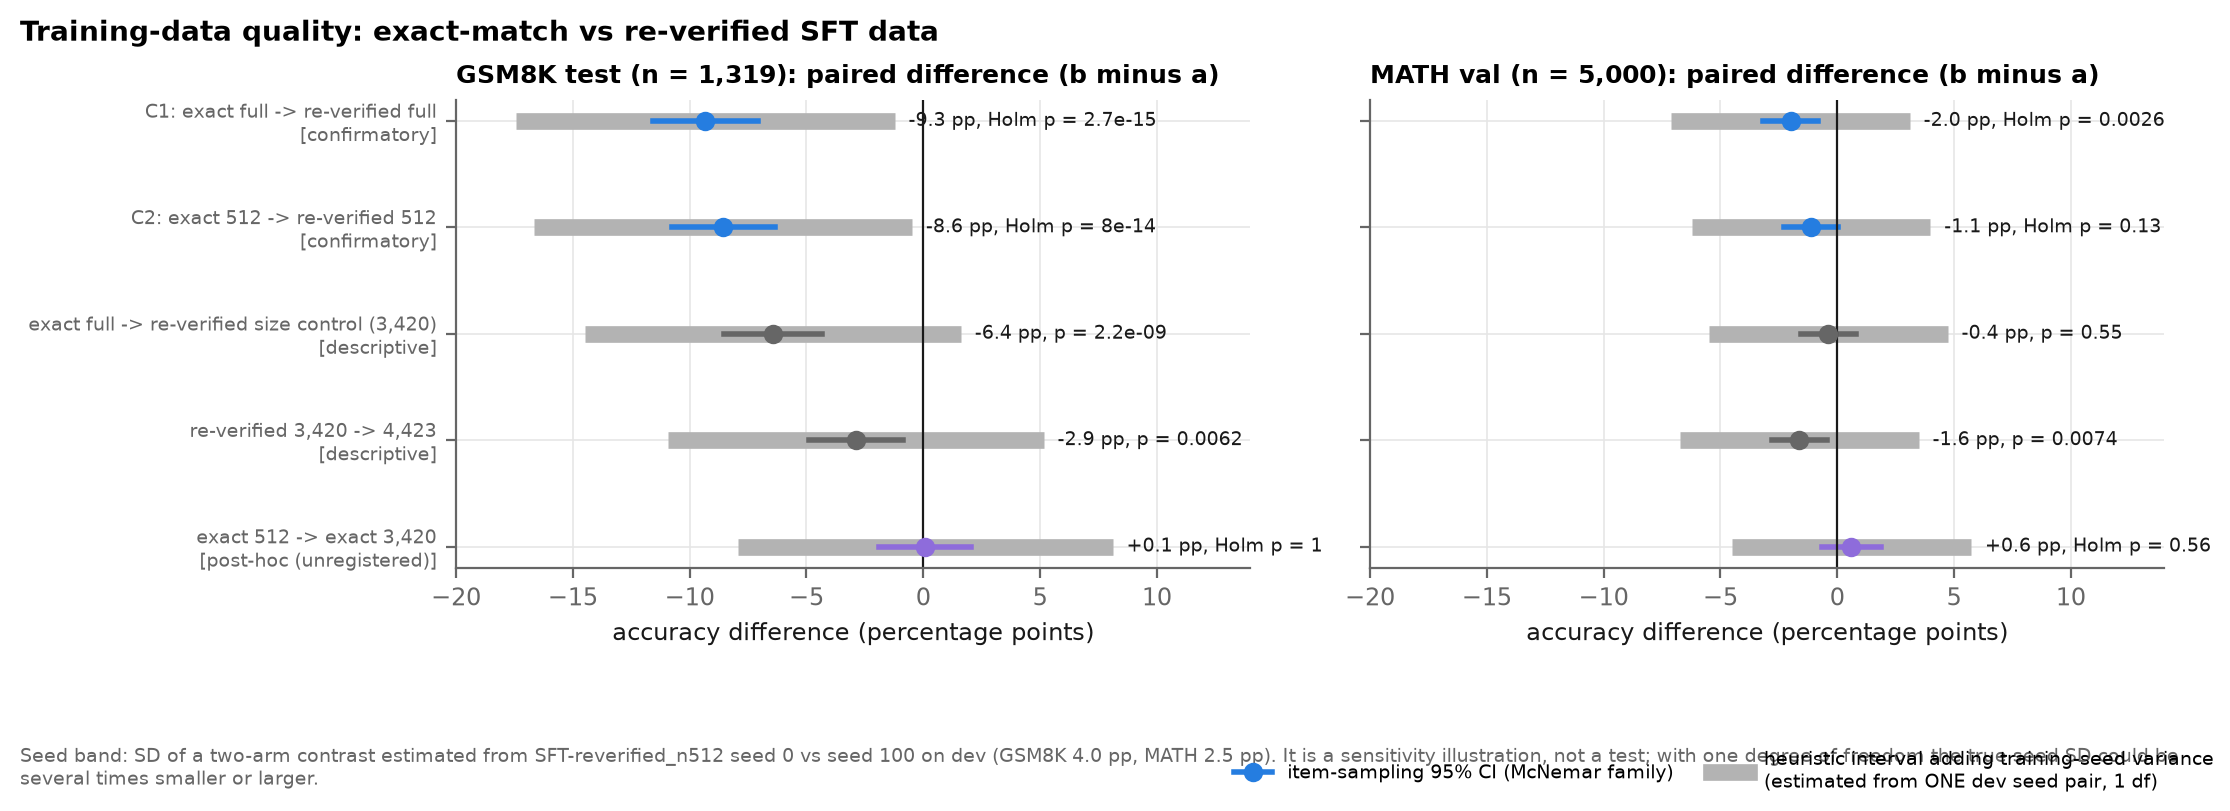 Training-data quality: exact-match vs re-verified SFT data
GSM8K test (n = 1,319): paired difference (b minus a)
MATH val (n = 5,000): paired difference (b minus a)
C1: exact full -> re-verified full
[confirmatory]
-9.3 pp, Holm p = 2.7e-15
-2.0 pp, Holm p = 0.0026
C2: exact 512 -> re-verified 512
[confirmatory]
-8.6 pp, Holm p = 8e-14
-1.1 pp, Holm p = 0.13
exact full -> re-verified size control (3,420)
[descriptive]
-6.4 pp, p = 2.2e-09
-0.4 pp, p = 0.55
re-verified 3,420 -> 4,423
[descriptive]
-2.9 pp, p = 0.0062
-1.6 pp, p = 0.0074
exact 512 -> exact 3,420
[post-hoc (unregistered)]
+0.1 pp, Holm p = 1
+0.6 pp, Holm p = 0.56
−20 −15 −10 −5 0 5 10
−20 −15 −10 −5 0 5 10
accuracy difference (percentage points)
accuracy difference (percentage points)
Seed band: SD of a two-arm contrast estimated from SFT-reverified_n512 seed 0 vs seed 100 on dev (GSM8K 4.0 pp, MATH 2.5 pp). It is a sensitivity illustration, not a test; with one degree of freedom the true seed SD could be
several times smaller or larger.
item-sampling 95% CI (McNemar family)
heuristic interval adding training-seed variance
(estimated from ONE dev seed pair, 1 df)